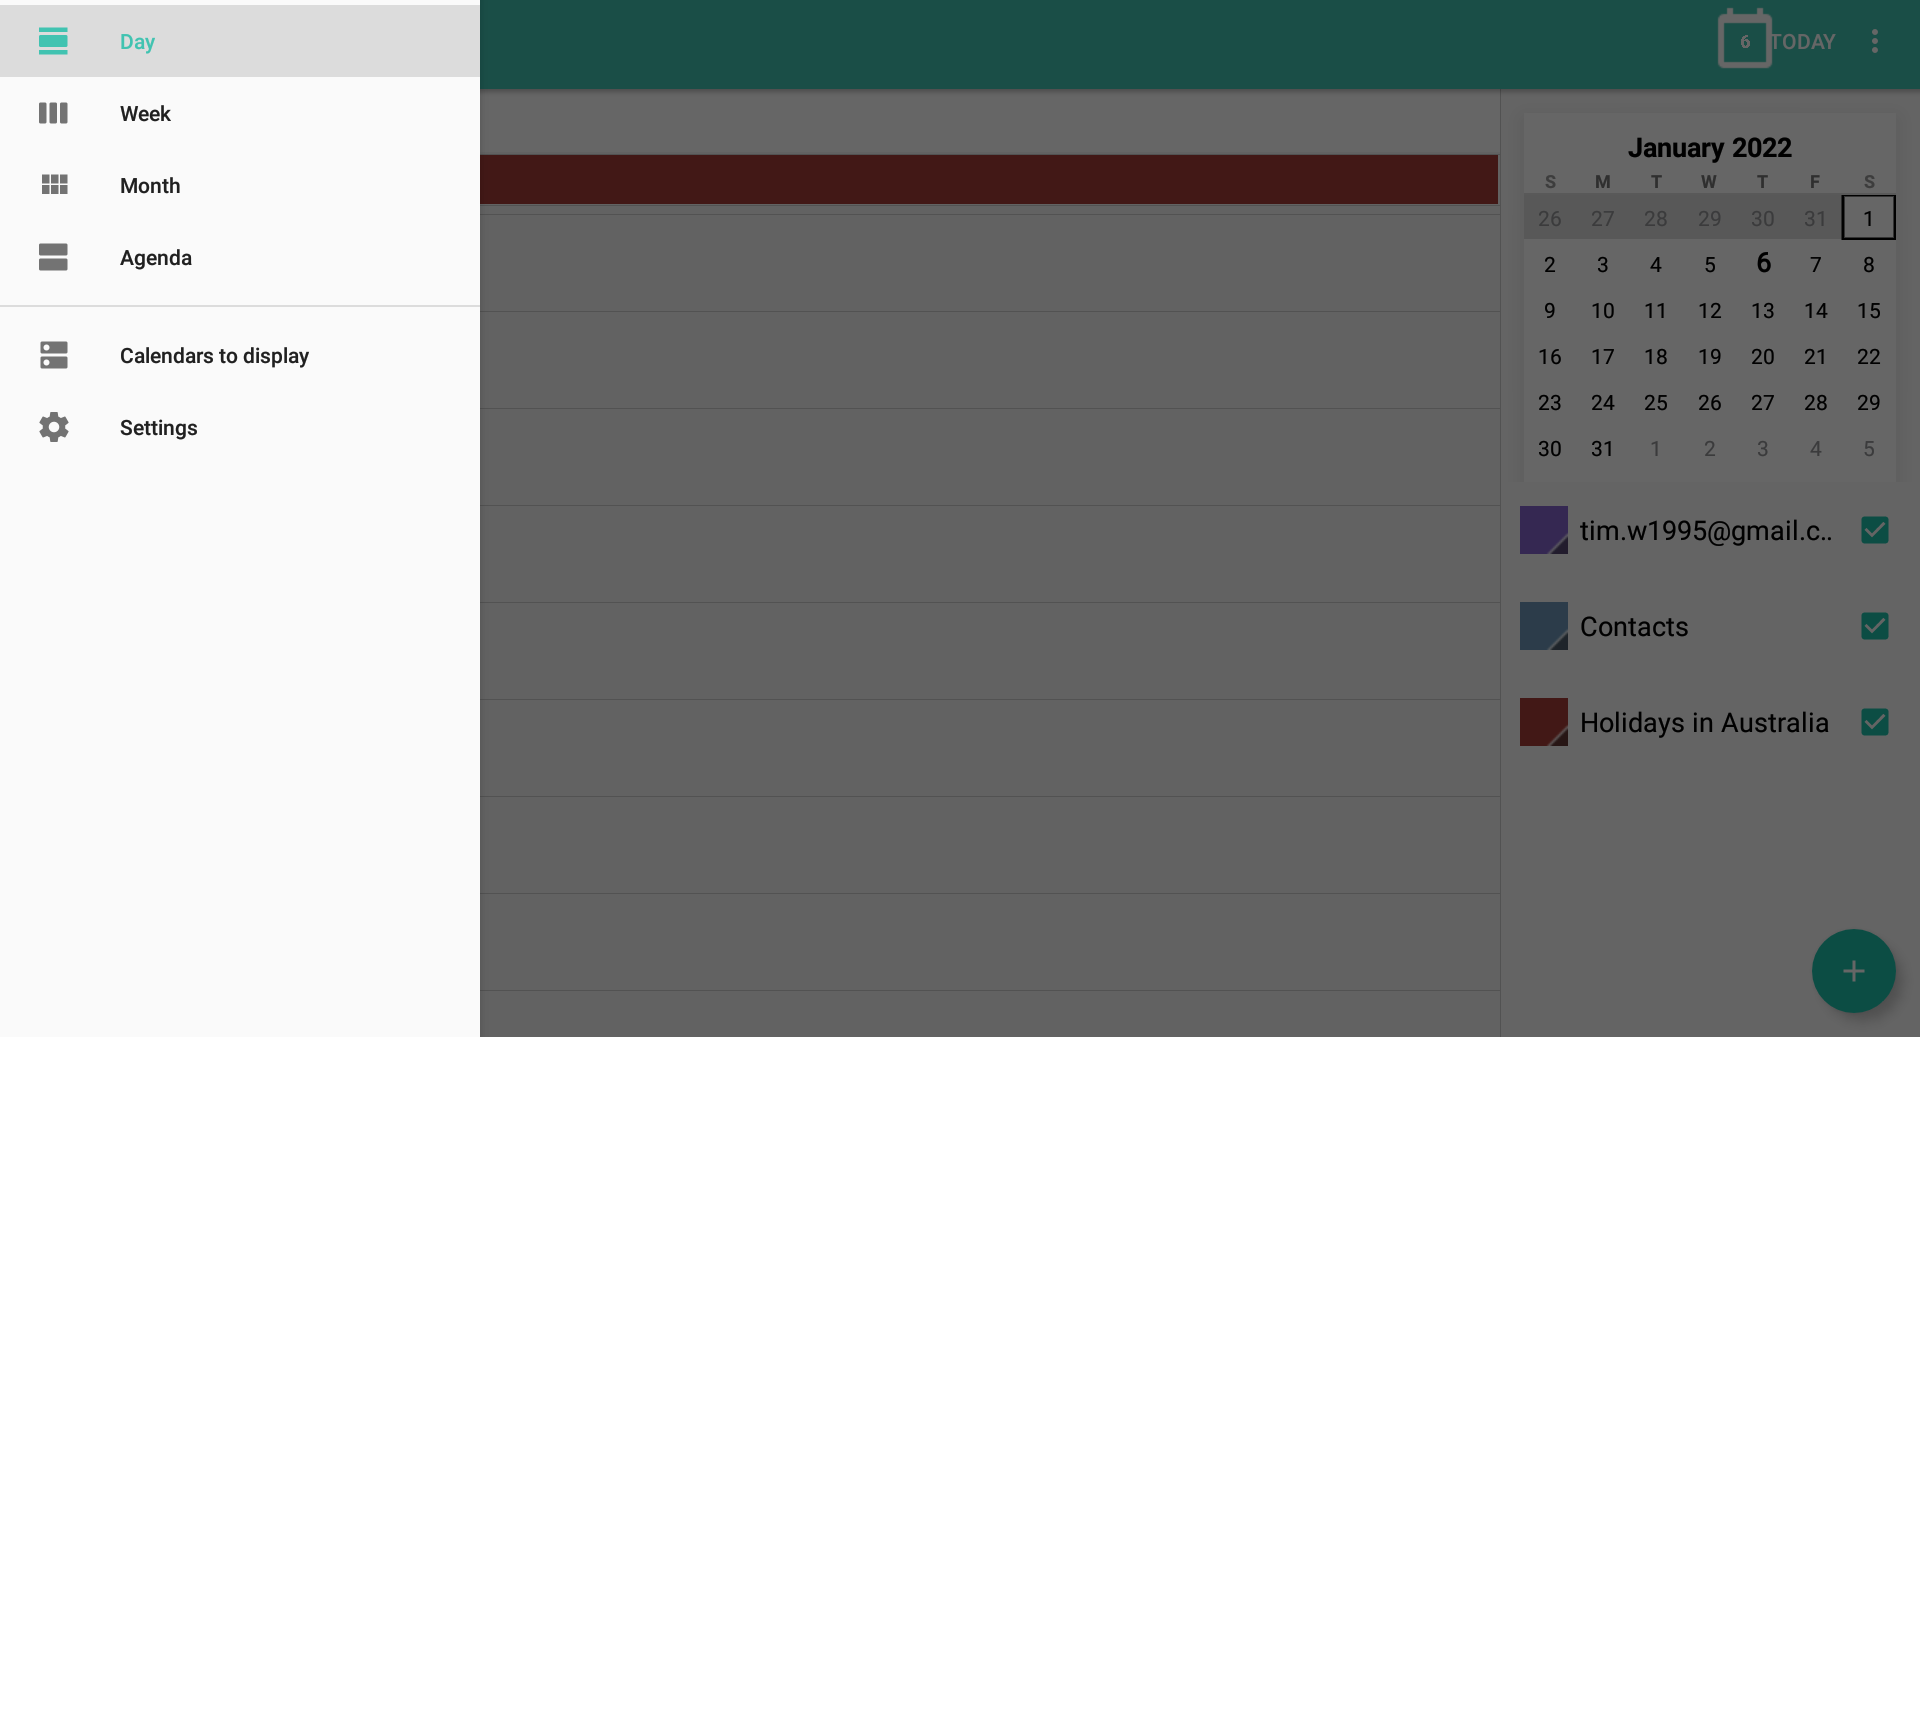 Day
Week
Month
Agenda
Calendars to display
Settings
6 TODAY
January 2022
S M T W T F S
26 27 28 29 30 31 1
2 3 4 5 6 7 8
9 10 11 12 13 14 15
16 17 18 19 20 21 22
23 24 25 26 27 28 29
30 31 1 2 3 4 5
tim.w1995@gmail.c..
Contacts
Holidays in Australia